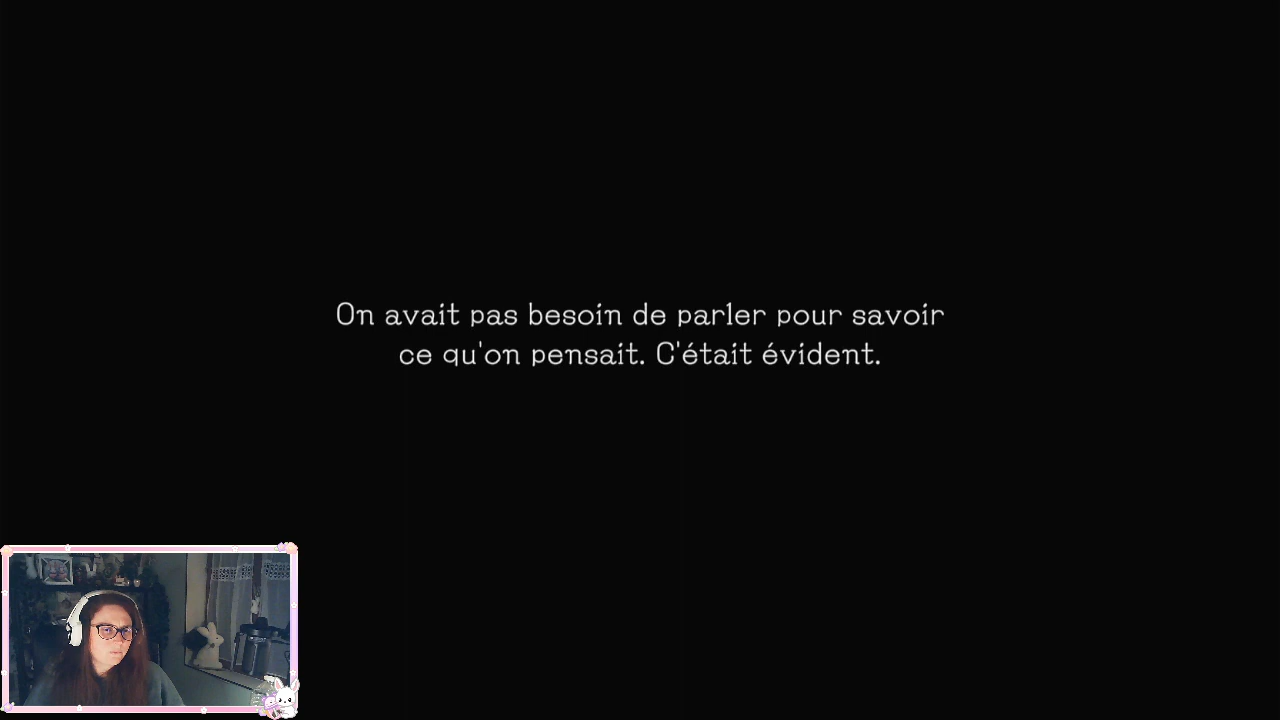 On avait pas besoin de parler pour savoir
ce qu'on pensait. C'était évident.